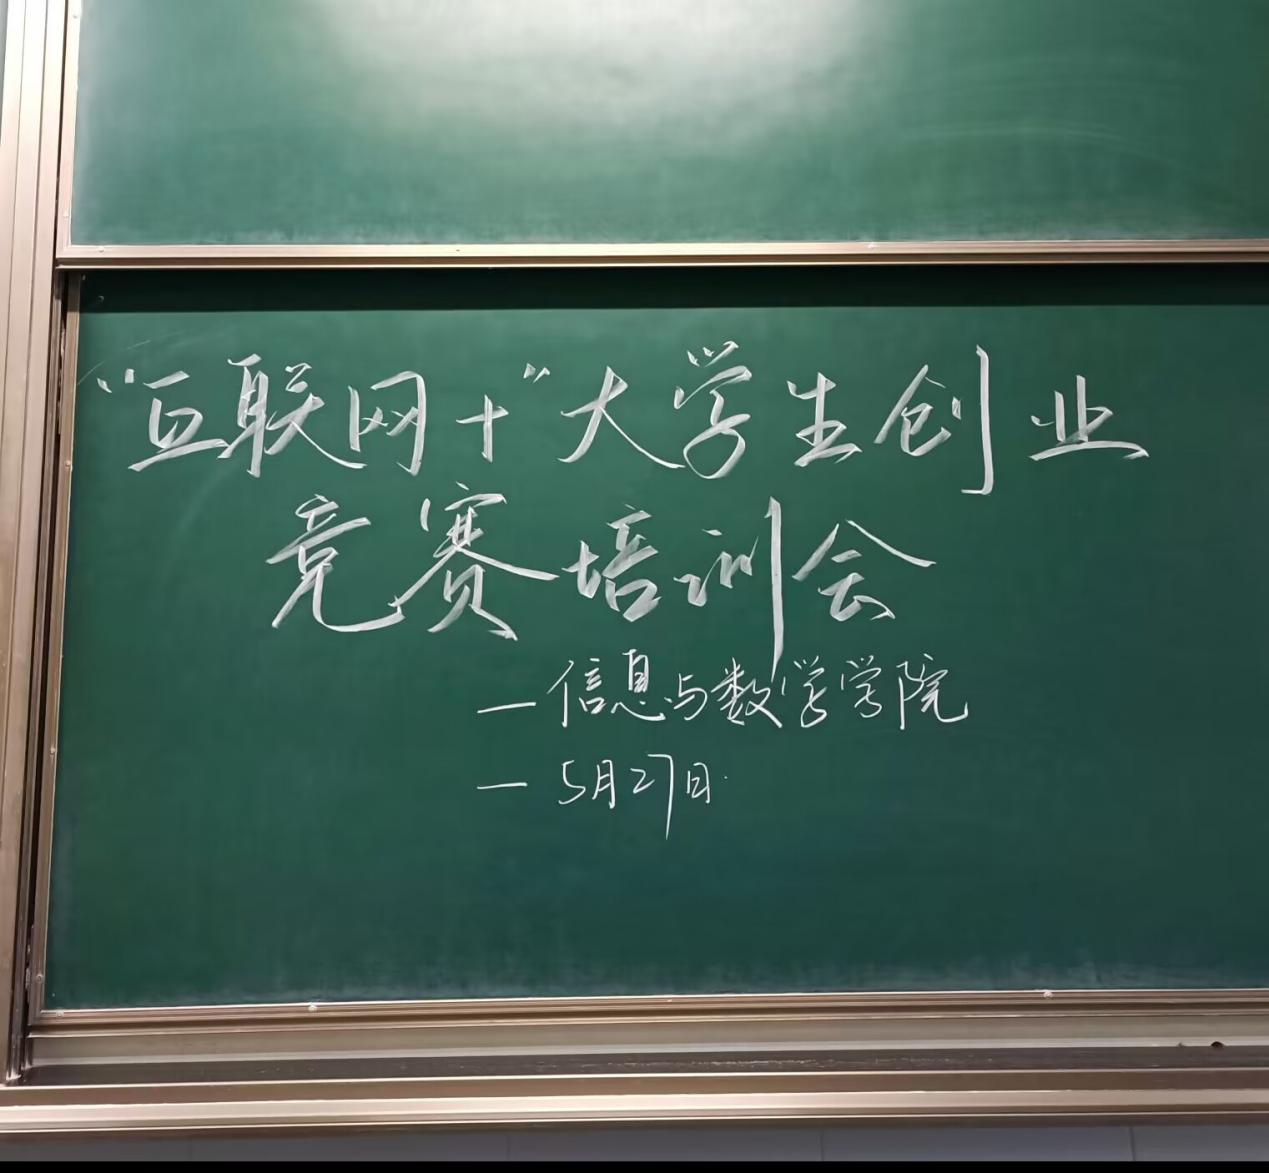 “互联网+”大学生创业
竞赛培训会
—信息与数学学院
—5月27日